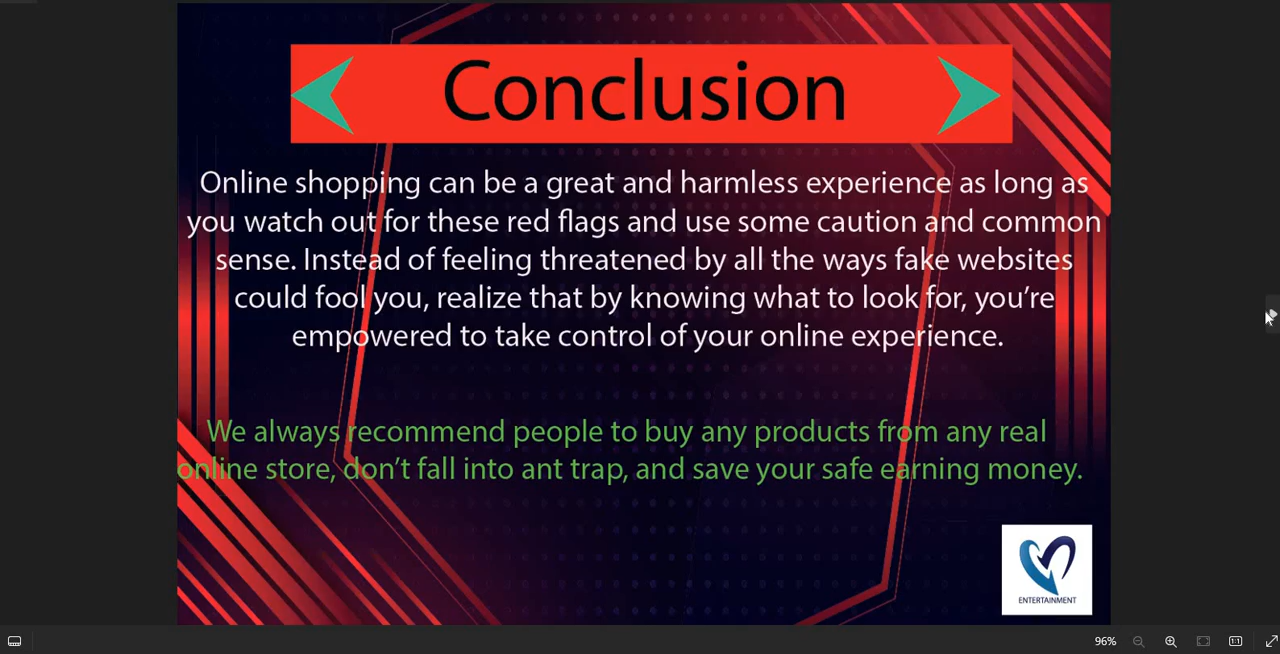 Conclusion
Online shopping can be a great and harmless experience as long as
you watch out for these red flags and use some caution and common
sense. Instead of feeling threatened by all the ways fake websites
could fool you, realize that by knowing what to look for, you’re
empowered to take control of your online experience.
We always recommend people to buy any products from any real
online store, don’t fall into ant trap, and save your safe earning money.
ENTERTAINMENT
96%
1:1